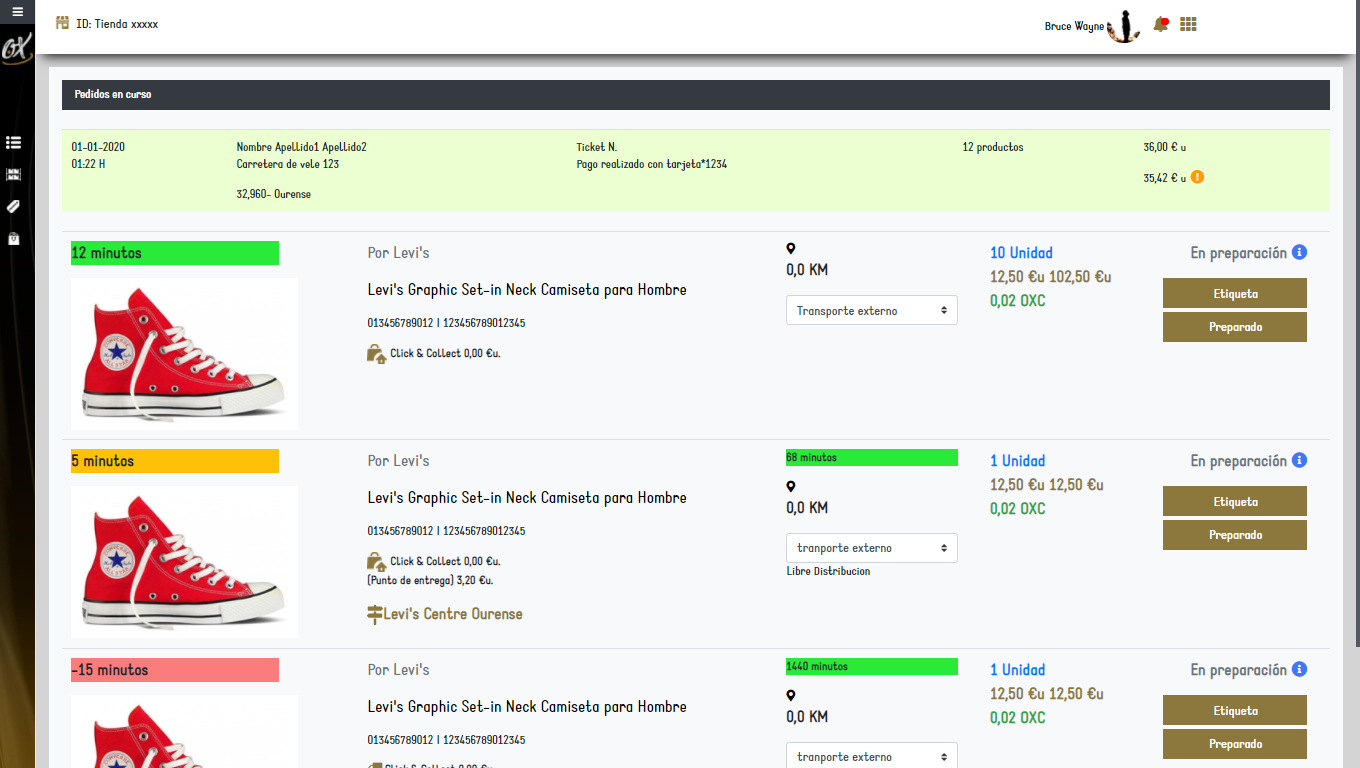 ID: Tienda xxxxx
Bruce Wayne
OX
Pedidos en curso
01-01-2020
01:22 H
Nombre Apellido1 Apellido2
Carretera de vele 123
32,960- Ourense
Ticket N.
Pago realizado con tarjeta*1234
12 productos
36,00 € u
35,42 € u
12 minutos
Por Levi's
Levi's Graphic Set-in Neck Camiseta para Hombre
013456789012 | 123456789012345
Click & Collect 0,00 €u.
0,0 KM
Transporte externo
10 Unidad
12,50 €u 102,50 €u
0,02 OXC
En preparación
Etiqueta
Preparado
5 minutos
Por Levi's
Levi's Graphic Set-in Neck Camiseta para Hombre
013456789012 | 123456789012345
Click & Collect 0,00 €u.
(Punto de entrega) 3,20 €u.
Levi's Centre Ourense
68 minutos
0,0 KM
tranporte externo
Libre Distribucion
1 Unidad
12,50 €u 12,50 €u
0,02 OXC
En preparación
Etiqueta
Preparado
-15 minutos
Por Levi's
Levi's Graphic Set-in Neck Camiseta para Hombre
013456789012 | 123456789012345
Click & Collect 0,00 €u.
1440 minutos
0,0 KM
tranporte externo
1 Unidad
12,50 €u 12,50 €u
0,02 OXC
En preparación
Etiqueta
Preparado